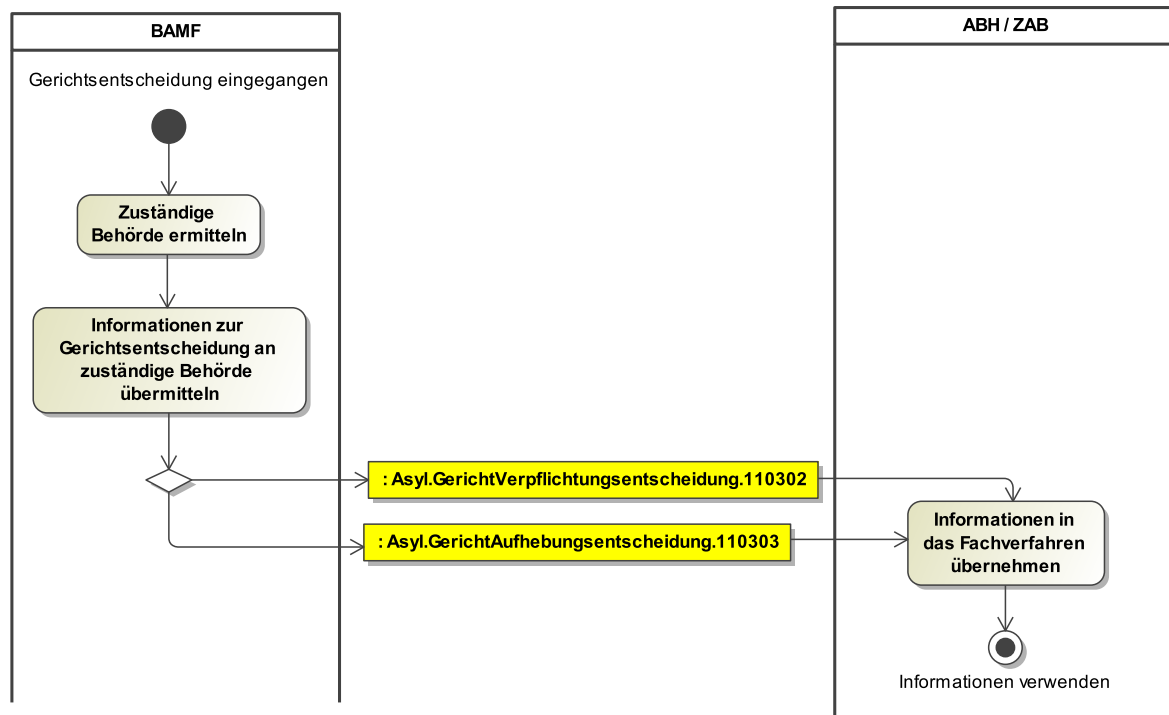 BAMF
ABH / ZAB
Gerichtsentscheidung eingegangen
Zuständige
Behörde ermitteln
Informationen zur
Gerichtsentscheidung an
zuständige Behörde
übermitteln
: Asyl.GerichtVerpflichtungsentscheidung.110302
: Asyl.GerichtAufhebungsentscheidung.110303
Informationen in
das Fachverfahren
übernehmen
Informationen verwenden